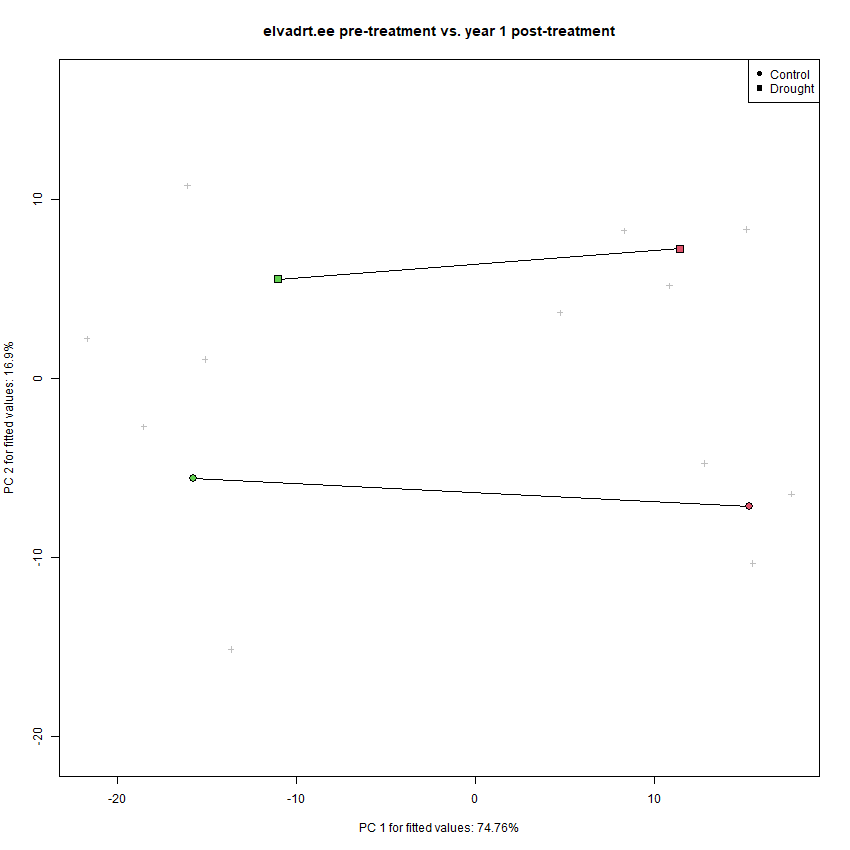 elvadrt.ee pre-treatment vs. year 1 post-treatment
Control
Drought
10
0
-10
-20
PC 2 for fitted values: 16.9%
-20
-10
0
10
PC 1 for fitted values: 74.76%